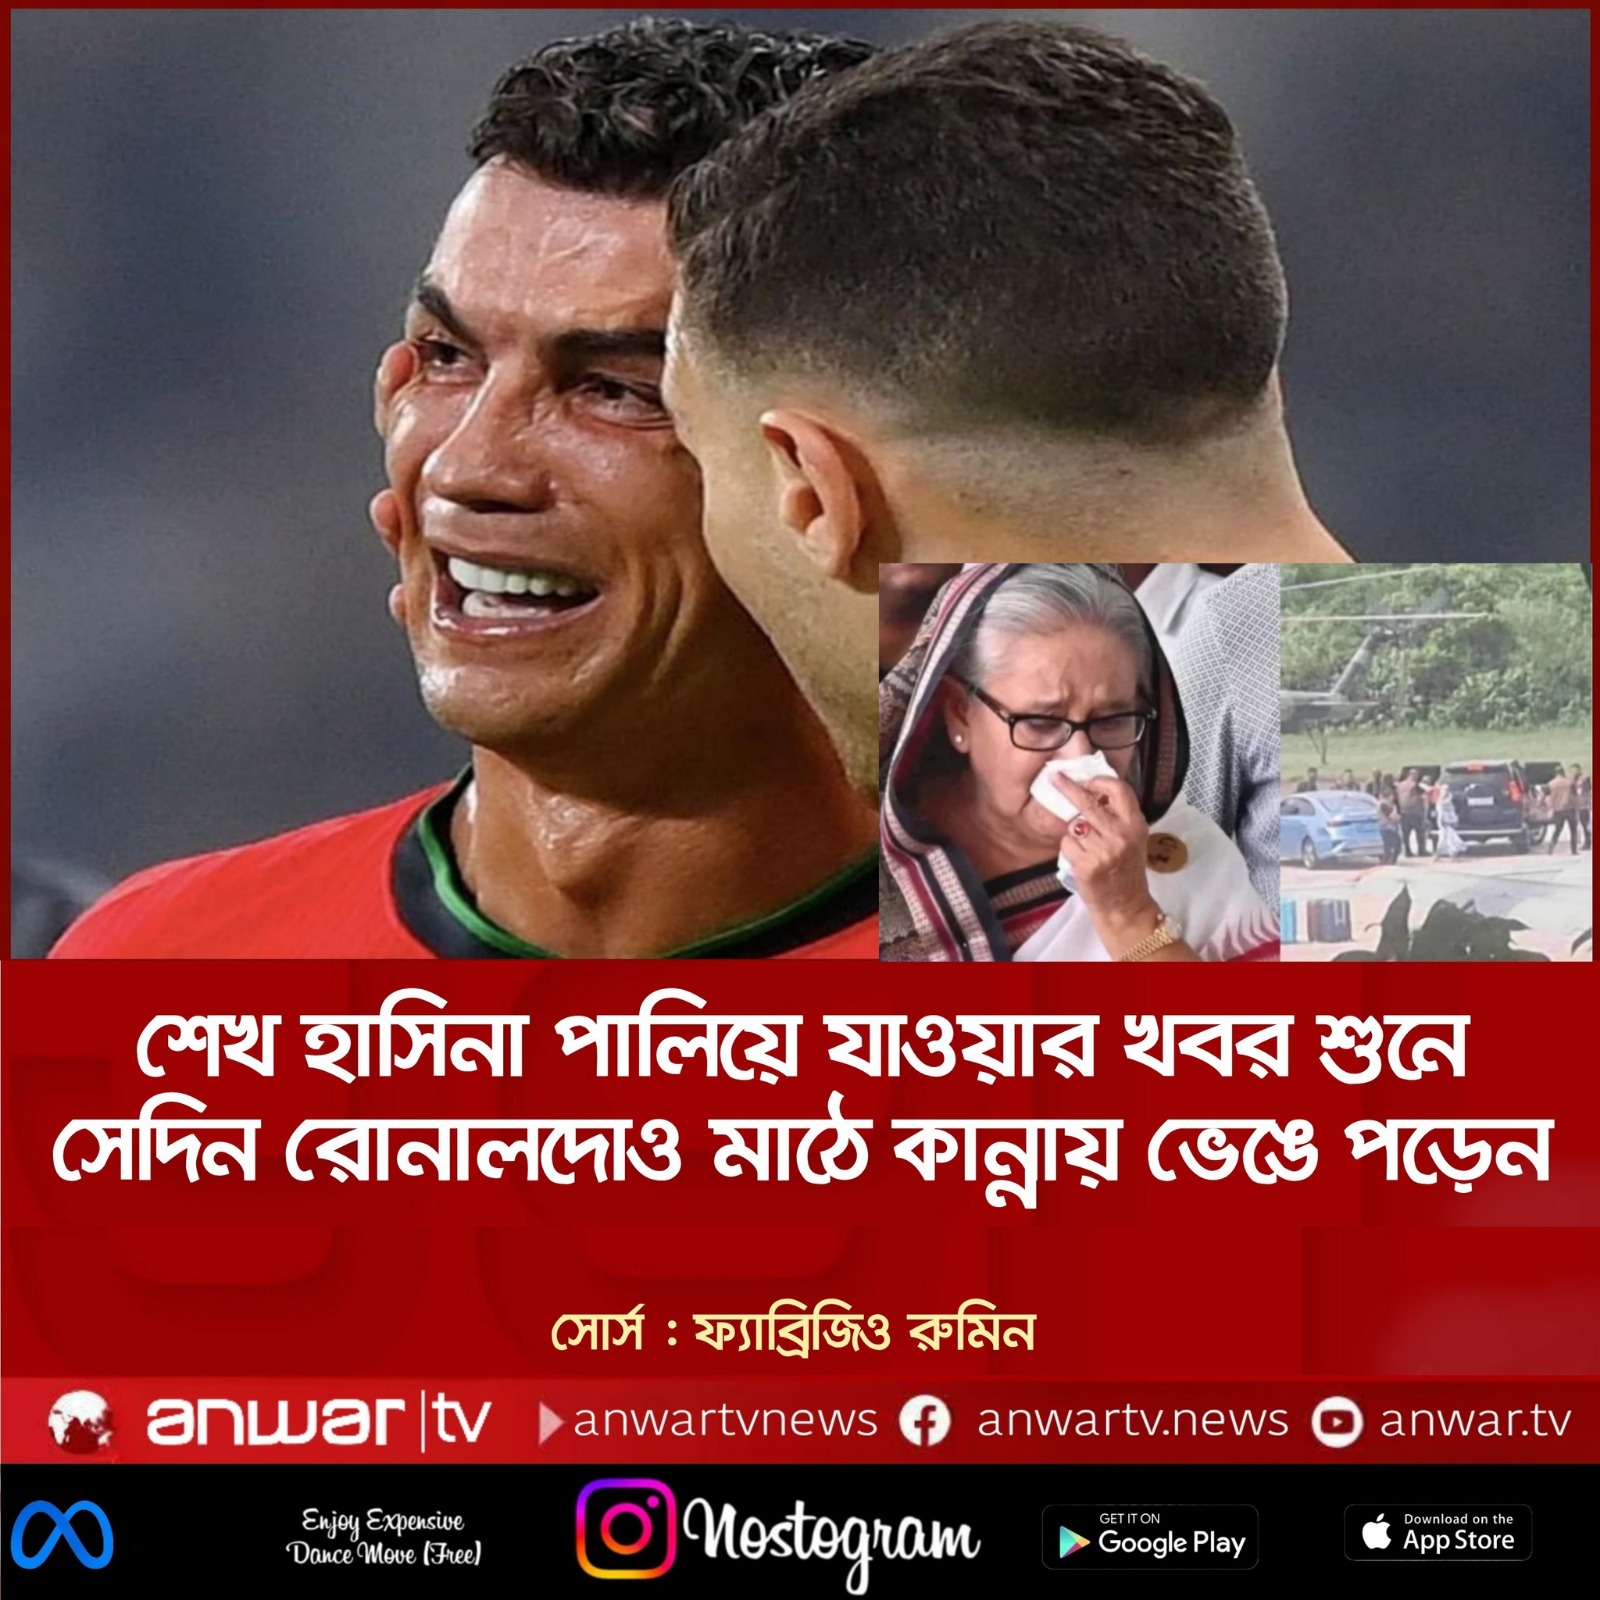 শেখ হাসিনা পালিয়ে যাওয়ার খবর শুনে
সেদিন রোনালদোও মাঠে কান্নায় ভেঙে পড়েন
সোর্স : ফ্যাব্রিজিও রুমিন
anwar|tv anwartvnews anwartv.news anwar.tv
Enjoy Expensive
Dance Move [Free]
Nostogram
GET IT ON
Google Play
Download on the
App Store